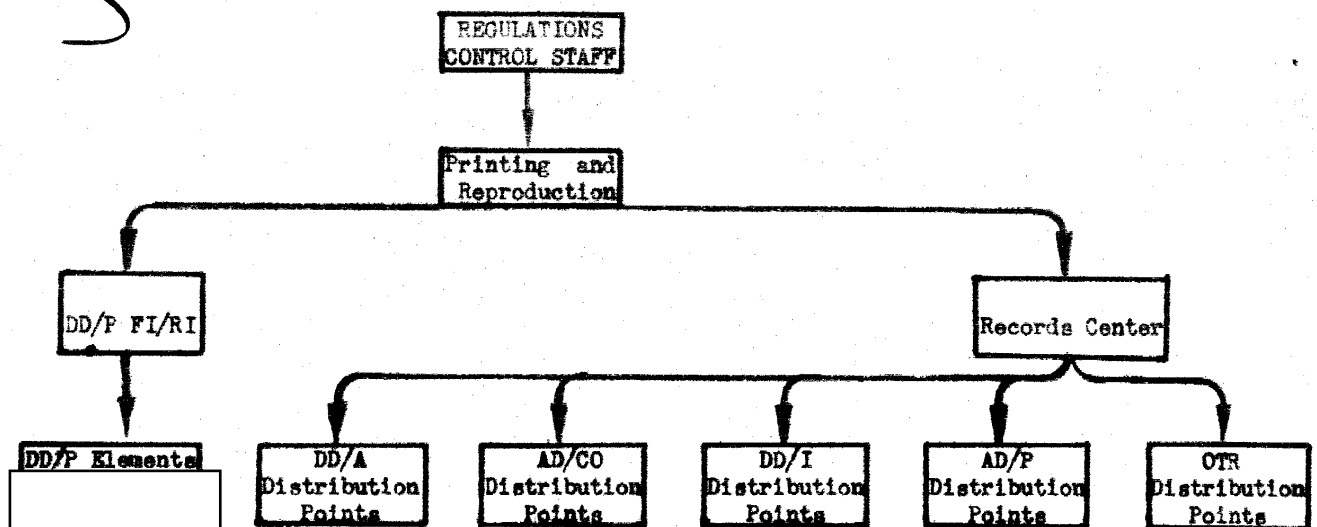 REGULATIONS
CONTROL STAFF
Printing and
Reproduction
DD/P FI/RI
Records Center
DD/P Elements
DD/A
Distribution
Points
AD/CO
Distribution
Points
DD/I
Distribution
Points
AD/P
Distribution
Points
OTR
Distribution
Points